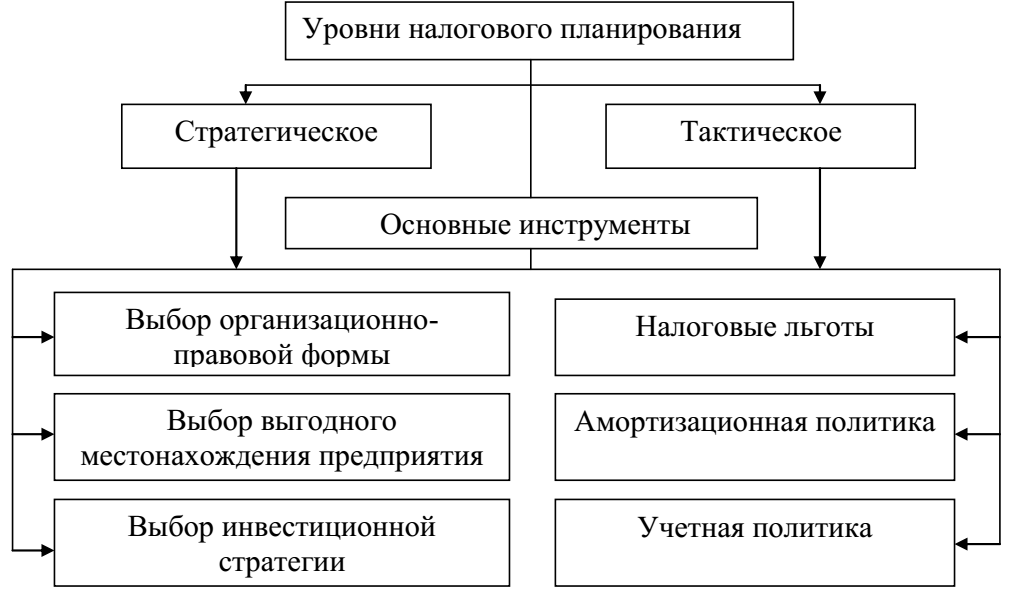 Уровни налогового планирования
Стратегическое
Тактическое
Основные инструменты
Выбор организационно-
правовой формы
Налоговые льготы
Выбор выгодного
местонахождения предприятия
Амортизационная политика
Выбор инвестиционной
стратегии
Учетная политика